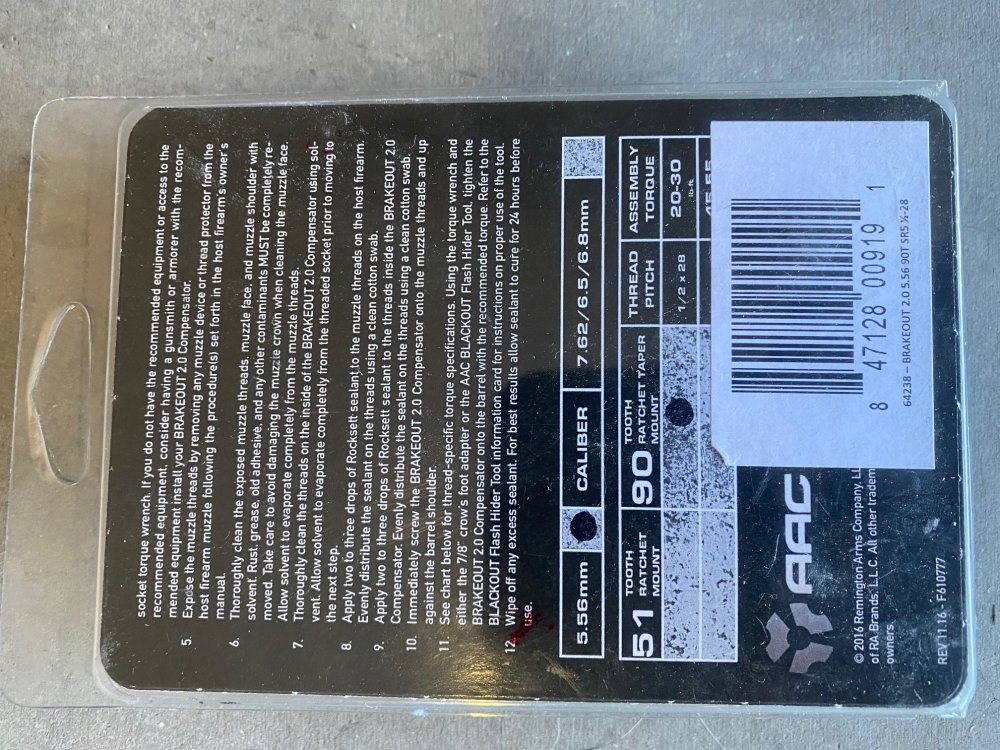 socket torque wrench. If you do not have the recommended equipment or access to the
recommended equipment, consider having a gunsmith or armorer with the recom-
mended equipment install your BRAKEOUT 2.0 Compensator.
5. Expose the muzzle threads by removing any muzzle device or thread protector from the
host firearm muzzle following the procedure(s) set forth in the host firearm's owner's
manual.
6. Thoroughly clean the exposed muzzle threads, muzzle face, and muzzle shoulder with
solvent. Rust, grease, old adhesive, and any other contaminants MUST be completely re-
moved. Take care to avoid damaging the muzzle crown when cleaning the muzzle face.
Allow solvent to evaporate completely from the muzzle threads.
7. Thoroughly clean the threads on the inside of the BRAKEOUT 2.0 Compensator using sol-
vent. Allow solvent to evaporate completely from the threaded socket prior to moving to
the next step.
8. Apply two to three drops of Rocksett sealant to the muzzle threads on the host firearm.
Evenly distribute the sealant on the threads using a clean cotton swab.
9. Apply two to three drops of Rocksett sealant to the threads inside the BRAKEOUT 2.0
Compensator. Evenly distribute the sealant on the threads using a clean cotton swab.
10. Immediately screw the BRAKEOUT 2.0 Compensator onto the muzzle threads and up
against the barrel shoulder.
11. See chart below for thread-specific torque specifications. Using the torque wrench and
either the 7/8" crow's foot adapter or the AAC BLACKOUT Flash Hider Tool, tighten the
BRAKEOUT 2.0 Compensator onto the barrel with the recommended torque. Refer to the
BLACKOUT Flash Hider Tool information card for instructions on proper use of the tool.
12. Wipe off any excess sealant. For best results allow sealant to cure for 24 hours before
use.
5.56mm CALIBER 7.62/6.5/6.8mm
51 TOOTH RATCHET MOUNT 90 TOOTH RATCHET TAPER MOUNT THREAD PITCH ASSEMBLY TORQUE
1/2 x 28 20-30 lb-ft.
45-55
AAC
© 2016 Remington Arms Company, LL
of RA Brands, L.L.C. All other tradem
owners.
REV 11.16 F610777
8 47128 00919 1
64238 – BRAKEOUT 2.0 5.56 90T SR5 ½-28